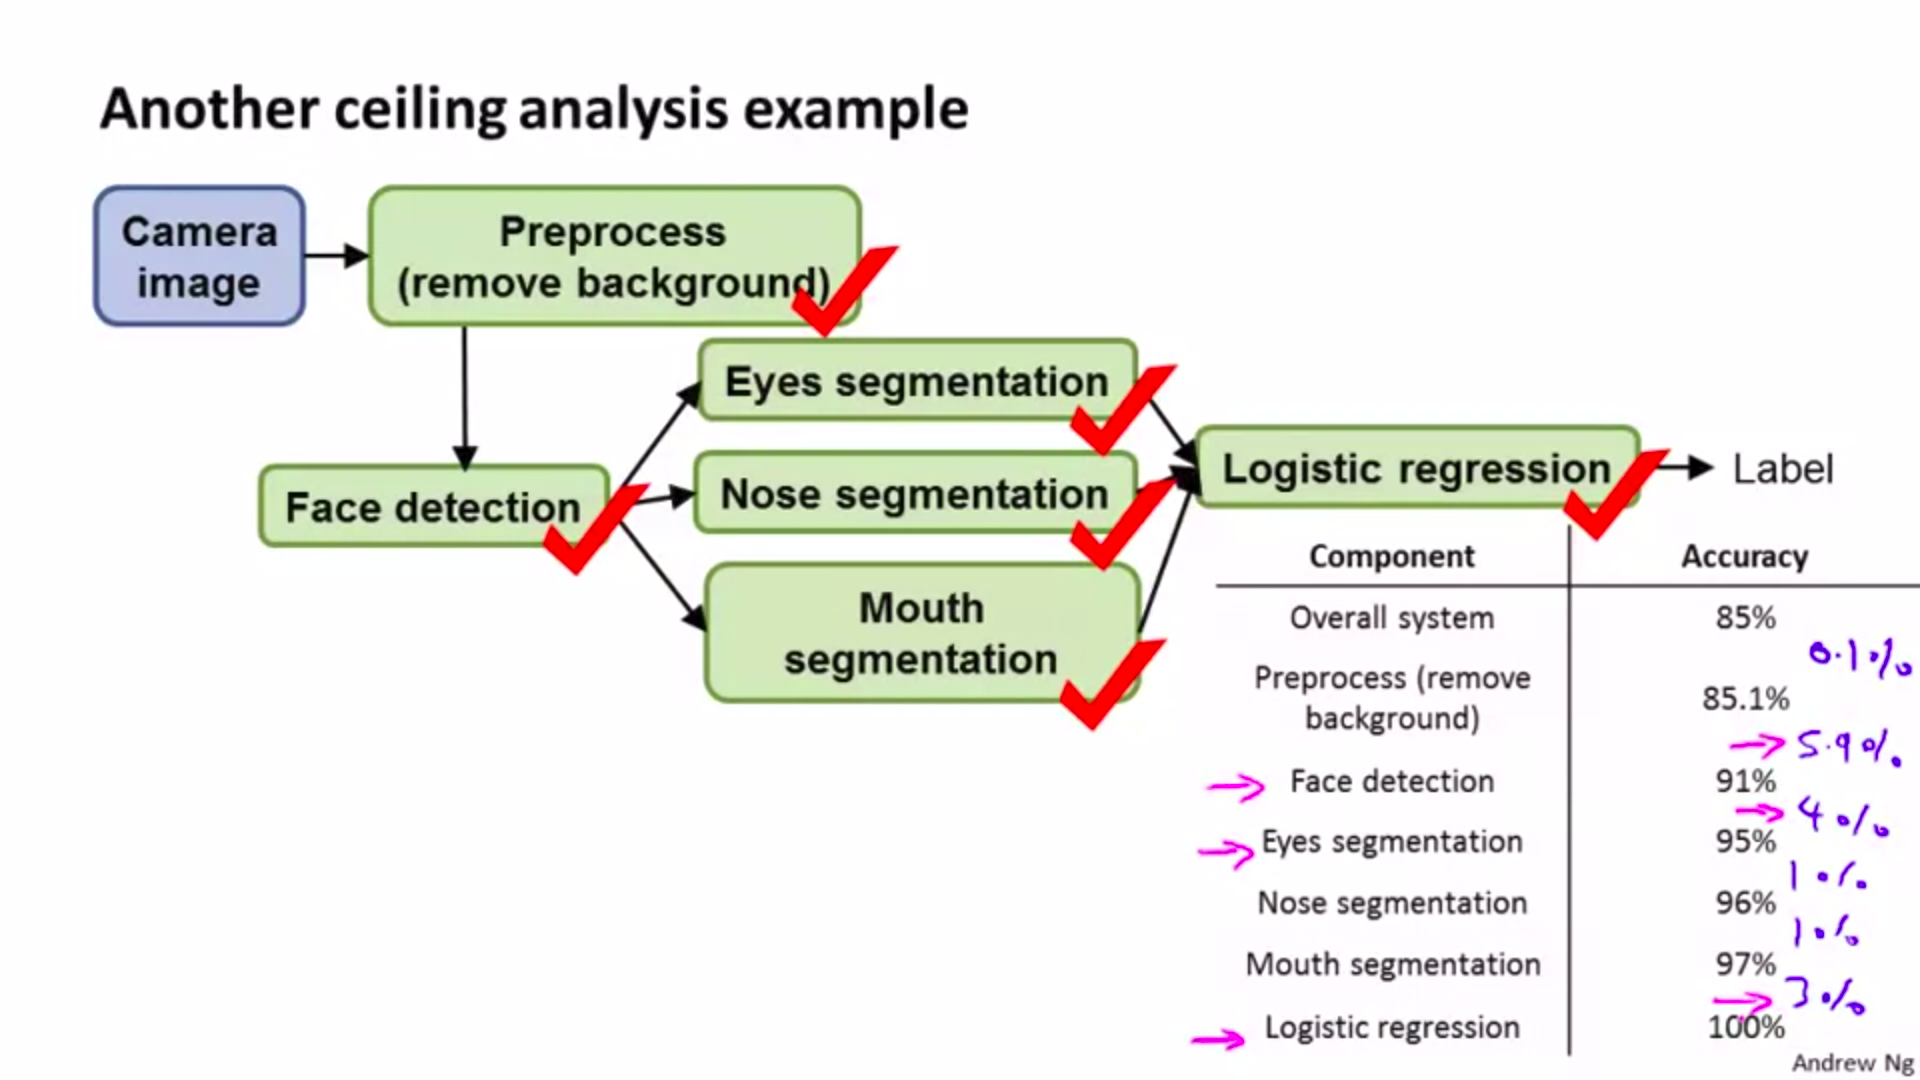 Another ceiling analysis example
Camera
image
Preprocess
(remove background)
Eyes segmentation
Face detection
Nose segmentation
Mouth
segmentation
Logistic regression
Label
Component Accuracy
Overall system 85%
0.1%
Preprocess (remove
background) 85.1%
5.9%
Face detection 91%
4%
Eyes segmentation 95%
1%
Nose segmentation 96%
1%
Mouth segmentation 97%
3%
Logistic regression 100%
Andrew Ng